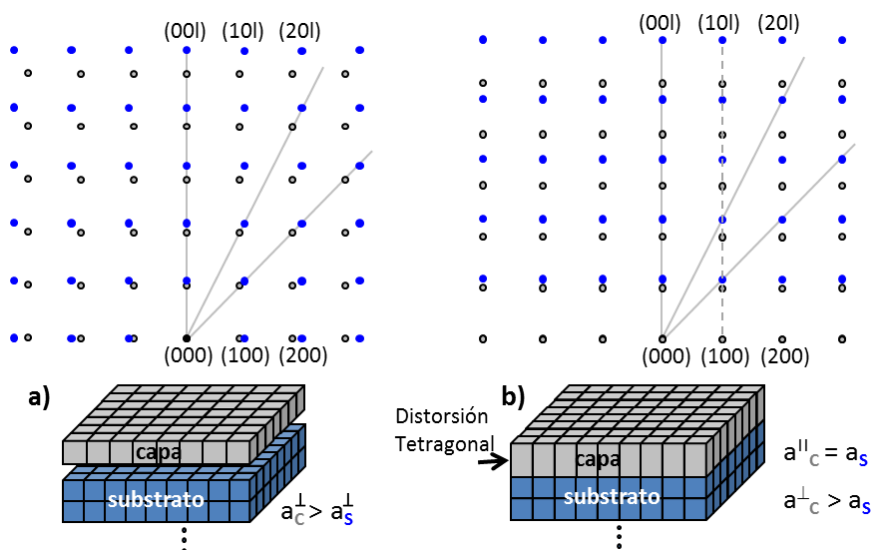 (00l) (10l) (20l)
(000) (100) (200)
a)
capa
substrato
a⊥c > a⊥s
(00l) (10l) (20l)
(000) (100) (200)
b)
Distorsión
Tetragonal
capa
substrato
a||c = as
a⊥c > as